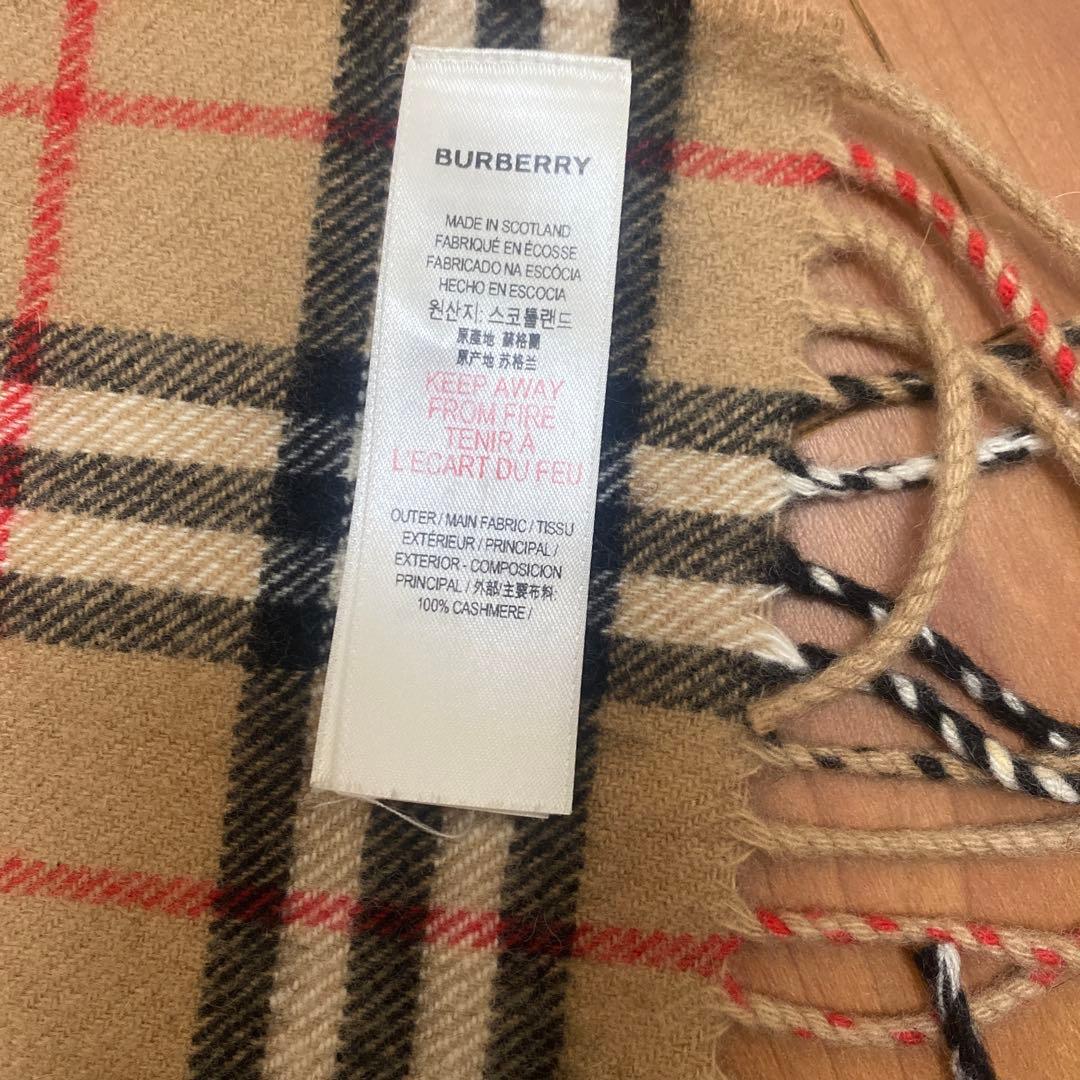 BURBERRY
MADE IN SCOTLAND
FABRIQUÉ EN ÉCOSSE
FABRICADO NA ESCÓCIA
HECHO EN ESCOCIA
원산지: 스코틀랜드
原產地 蘇格蘭
原产地 苏格兰
KEEP AWAY
FROM FIRE
TENIR À
L'ECART DU FEU
OUTER / MAIN FABRIC / TISSU
EXTÉRIEUR / PRINCIPAL /
EXTERIOR - COMPOSICION
PRINCIPAL / 外部/主要布料:
100% CASHMERE /